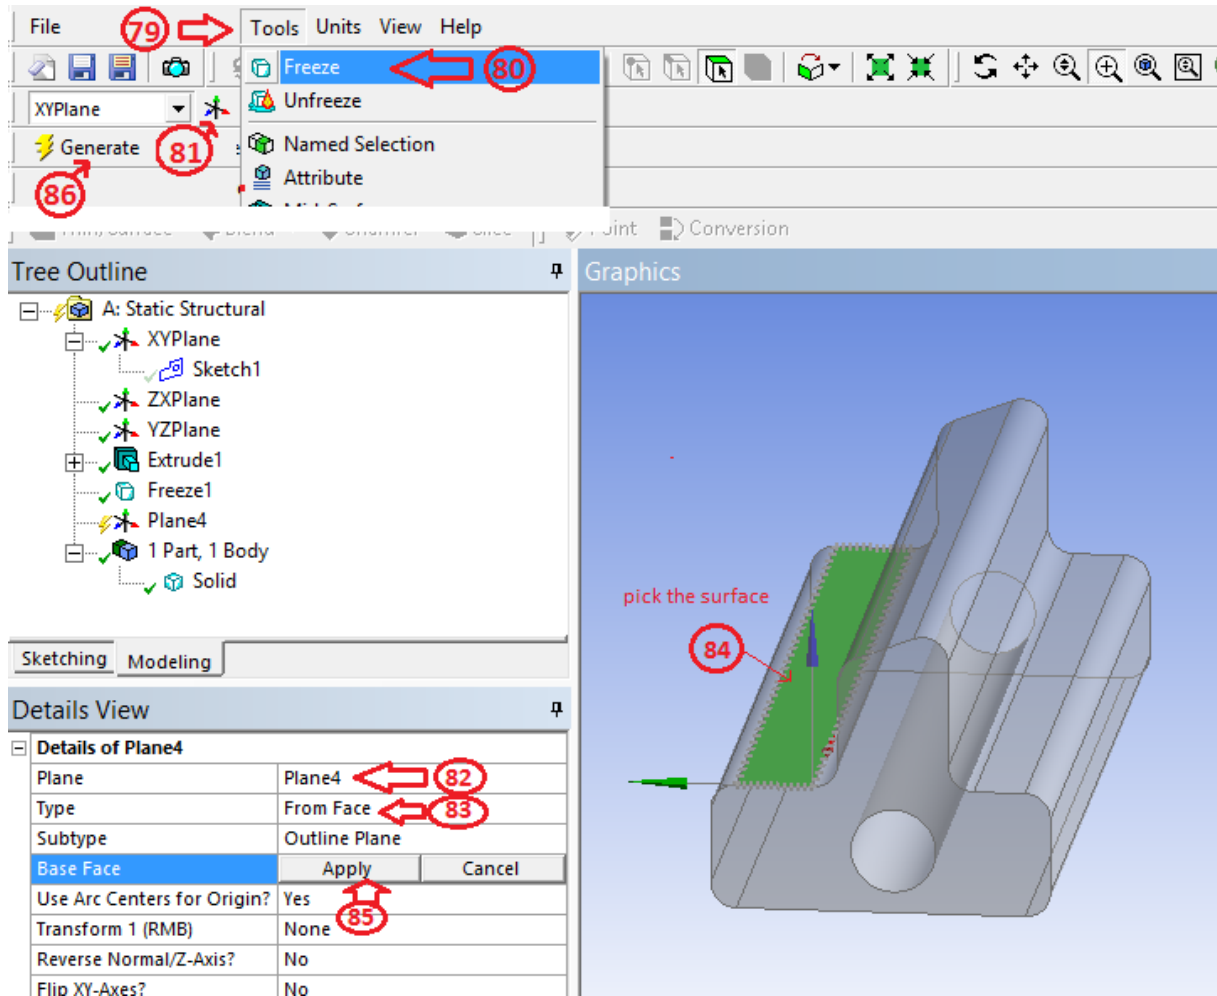 File 79 Tools Units View Help
Freeze 80
XYPlane Unfreeze
81
Generate Named Selection
86 Attribute
Conversion
Tree Outline
Graphics
A: Static Structural
XYPlane
Sketch1
ZXPlane
YZPlane
Extrude1
Freeze1
Plane4
1 Part, 1 Body
Solid
pick the surface
84
Sketching Modeling
Details View
Details of Plane4
Plane Plane4 82
Type From Face 83
Subtype Outline Plane
Base Face Apply Cancel
Use Arc Centers for Origin? Yes 85
Transform 1 (RMB) None
Reverse Normal/Z-Axis? No
Flip XY-Axes? No